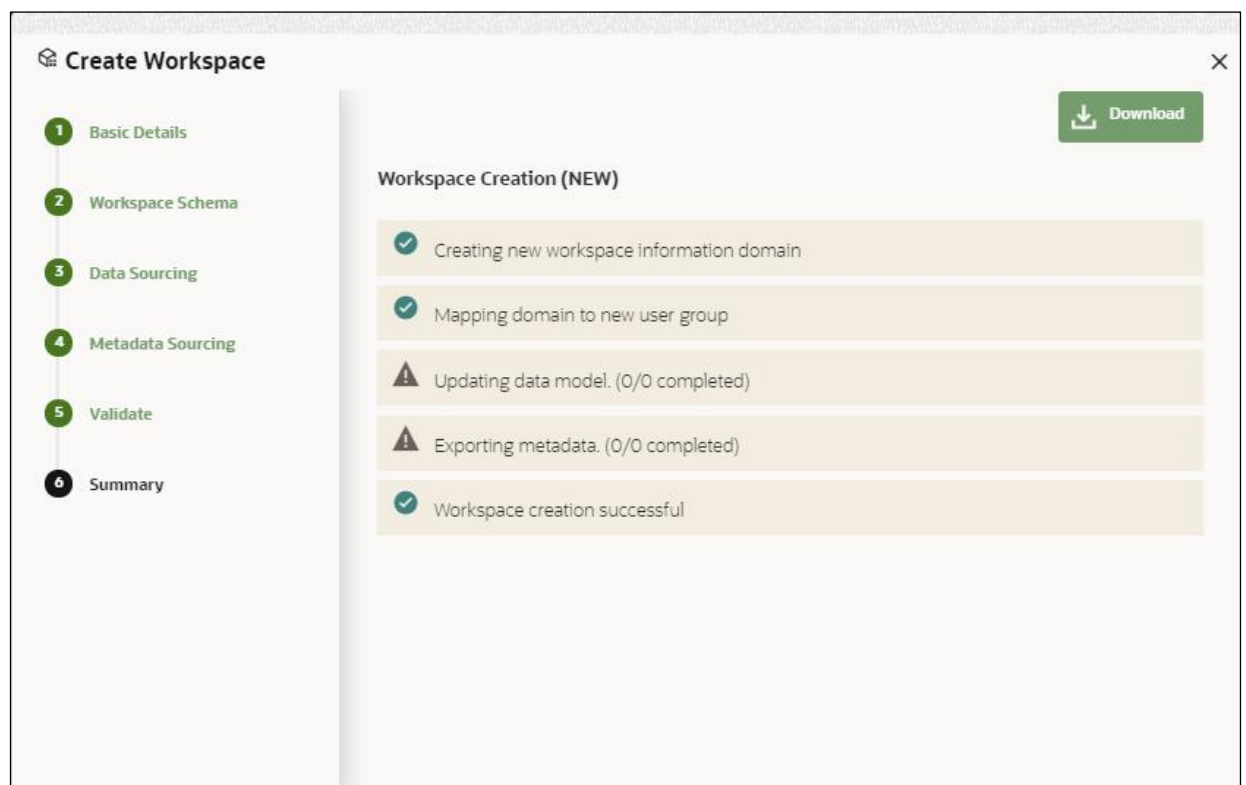 Create Workspace
1 Basic Details
2 Workspace Schema
3 Data Sourcing
4 Metadata Sourcing
5 Validate
6 Summary
Download
Workspace Creation (NEW)
Creating new workspace information domain
Mapping domain to new user group
Updating data model. (0/0 completed)
Exporting metadata. (0/0 completed)
Workspace creation successful